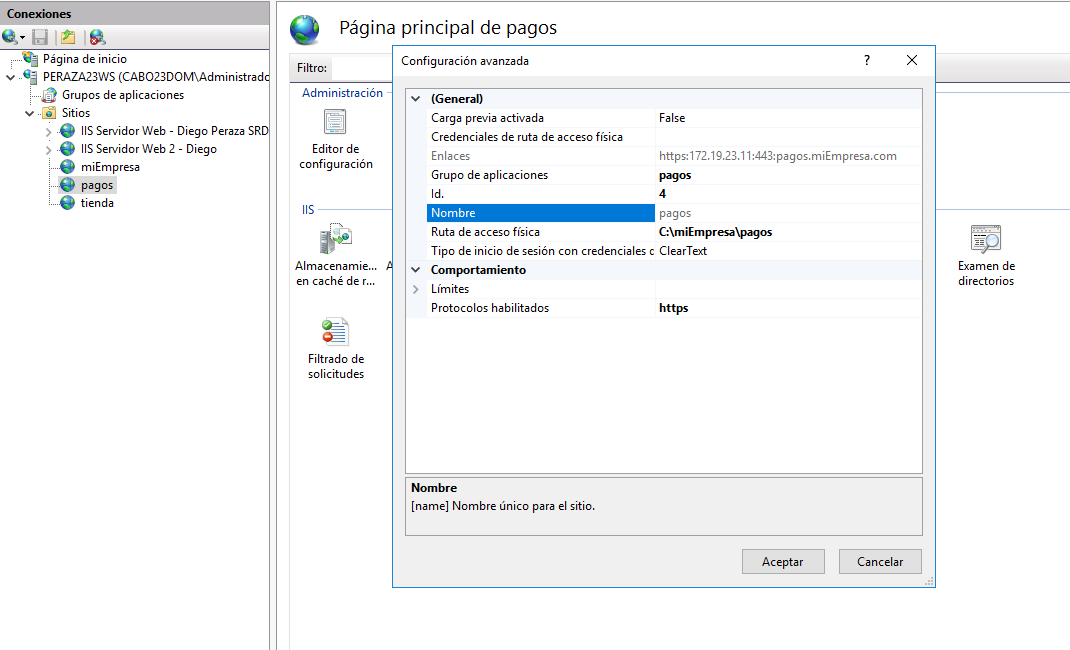 Conexiones
Página de inicio
PERAZA23WS (CABO23DOM\Administrado
Grupos de aplicaciones
Sitios
IIS Servidor Web - Diego Peraza SRD
IIS Servidor Web 2 - Diego
miEmpresa
pagos
tienda
Página principal de pagos
Filtro:
Administración
Editor de
configuración
IIS
Almacenamie...
en caché de r...
A
Filtrado de
solicitudes
Examen de
directorios
Configuración avanzada
?
(General)
Carga previa activada False
Credenciales de ruta de acceso física
Enlaces https:172.19.23.11:443:pagos.miEmpresa.com
Grupo de aplicaciones pagos
Id. 4
Nombre pagos
Ruta de acceso física C:\miEmpresa\pagos
Tipo de inicio de sesión con credenciales d ClearText
Comportamiento
Límites
Protocolos habilitados https
Nombre
[name] Nombre único para el sitio.
Aceptar Cancelar